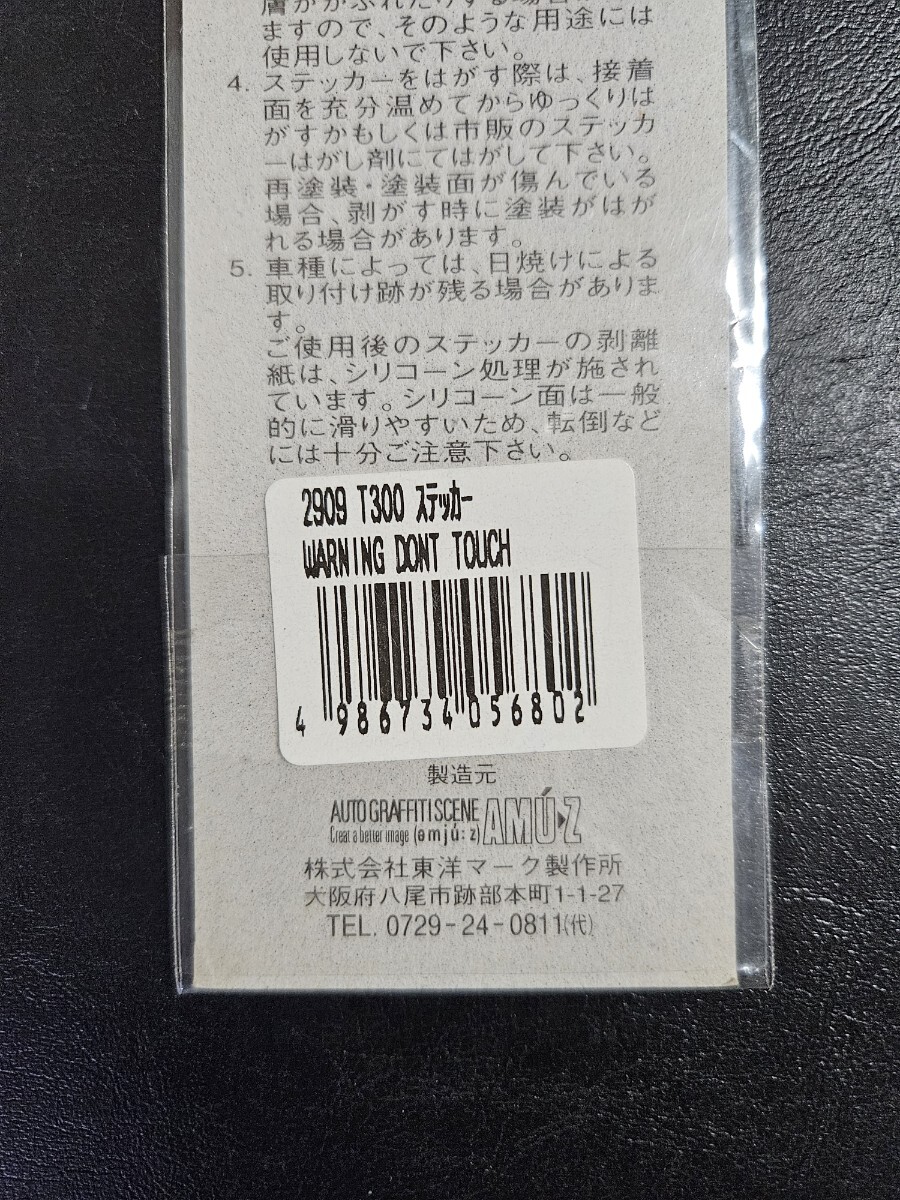 膚がかぶれたりする場合
ますので、そのような用途には
使用しないで下さい。
4. ステッカーをはがす際は、接着
面を充分温めてからゆっくりは
がすかもしくは市販のステッカ
ーはがし剤にてはがして下さい。
再塗装・塗装面が傷んでいる
場合、剥がす時に塗装がはが
れる場合があります。
5. 車種によっては、日焼けによる
取り付け跡が残る場合がありま
す。
ご使用後のステッカーの剥離
紙は、シリコーン処理が施され
ています。シリコーン面は一般
的に滑りやすいため、転倒など
には十分ご注意下さい。
2909 T300 ステッカー
WARNING DONT TOUCH
4 986734 056802
製造元
AUTO GRAFFITI SCENE AMÚ▶Z
Creat a better image (əmjú:z)
株式会社東洋マーク製作所
大阪府八尾市跡部本町1-1-27
TEL. 0729-24-0811(代)